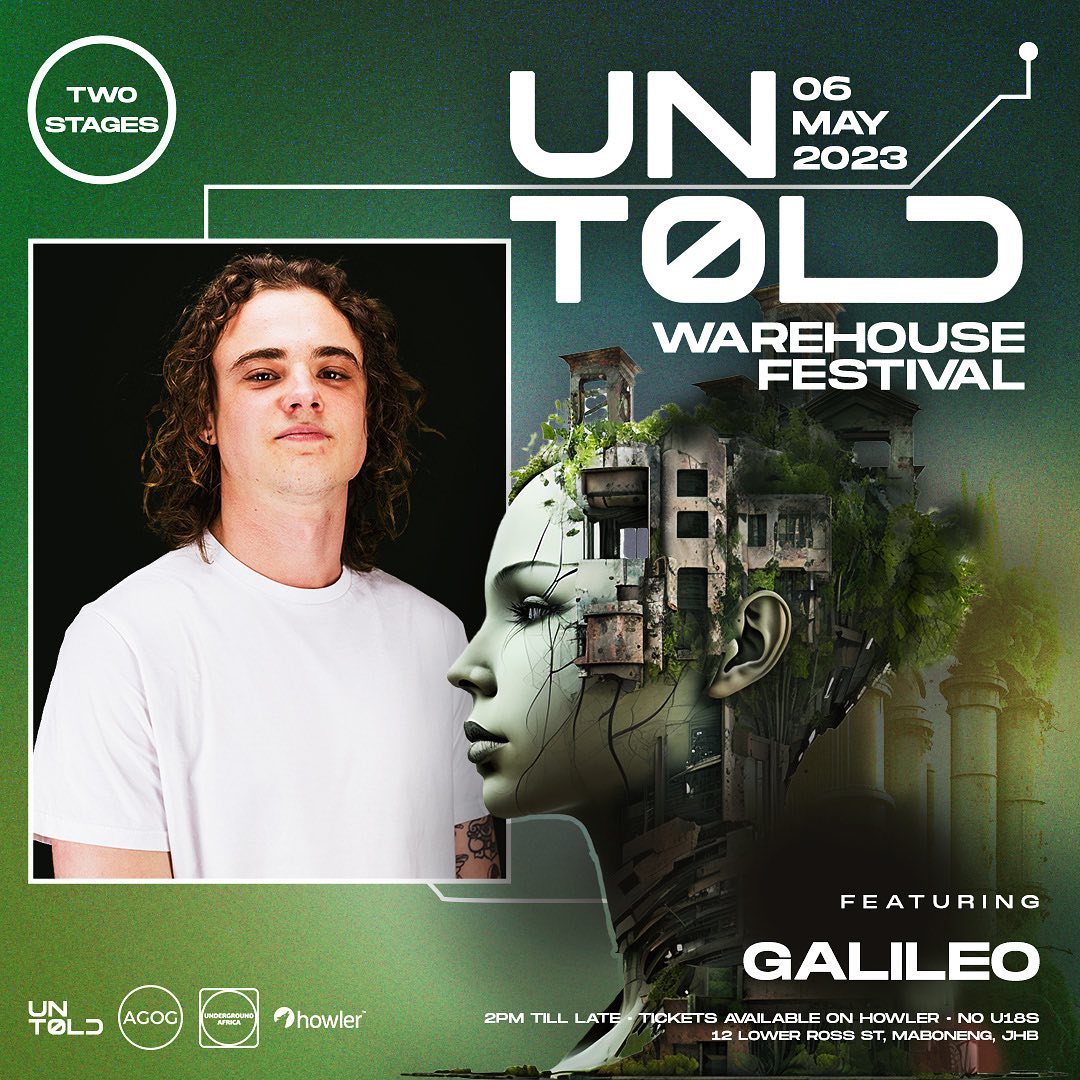 TWO
STAGES
UN
TØLD
06
MAY
2023
WAREHOUSE
FESTIVAL
FEATURING
GALILEO
UN
TØLD
AGOG
UNDERGROUND
AFRICA
howler
2PM TILL LATE • TICKETS AVAILABLE ON HOWLER • NO U18S
12 LOWER ROSS ST, MABONENG, JHB